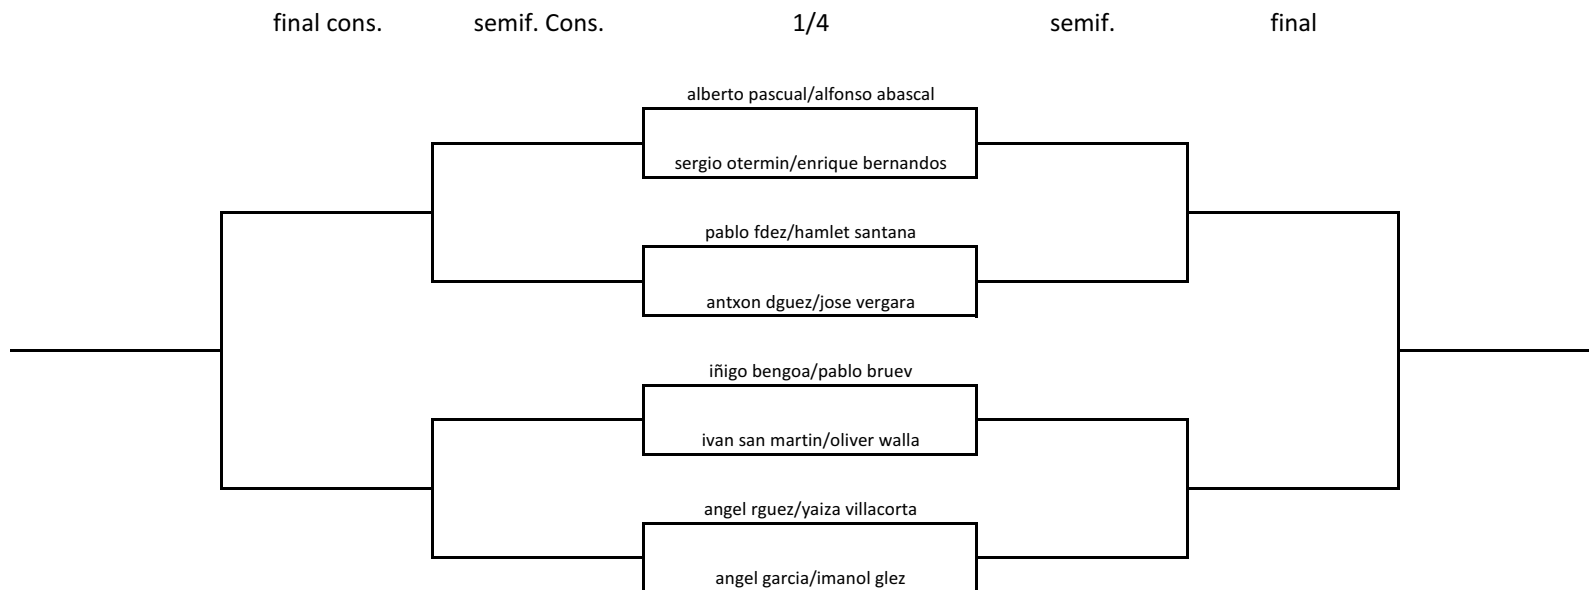 final cons. semif. Cons. 1/4 semif. final
alberto pascual/alfonso abascal
sergio otermin/enrique bernandos
pablo fdez/hamlet santana
antxon dguez/jose vergara
iñigo bengoa/pablo bruev
ivan san martin/oliver walla
angel rguez/yaiza villacorta
angel garcia/imanol glez